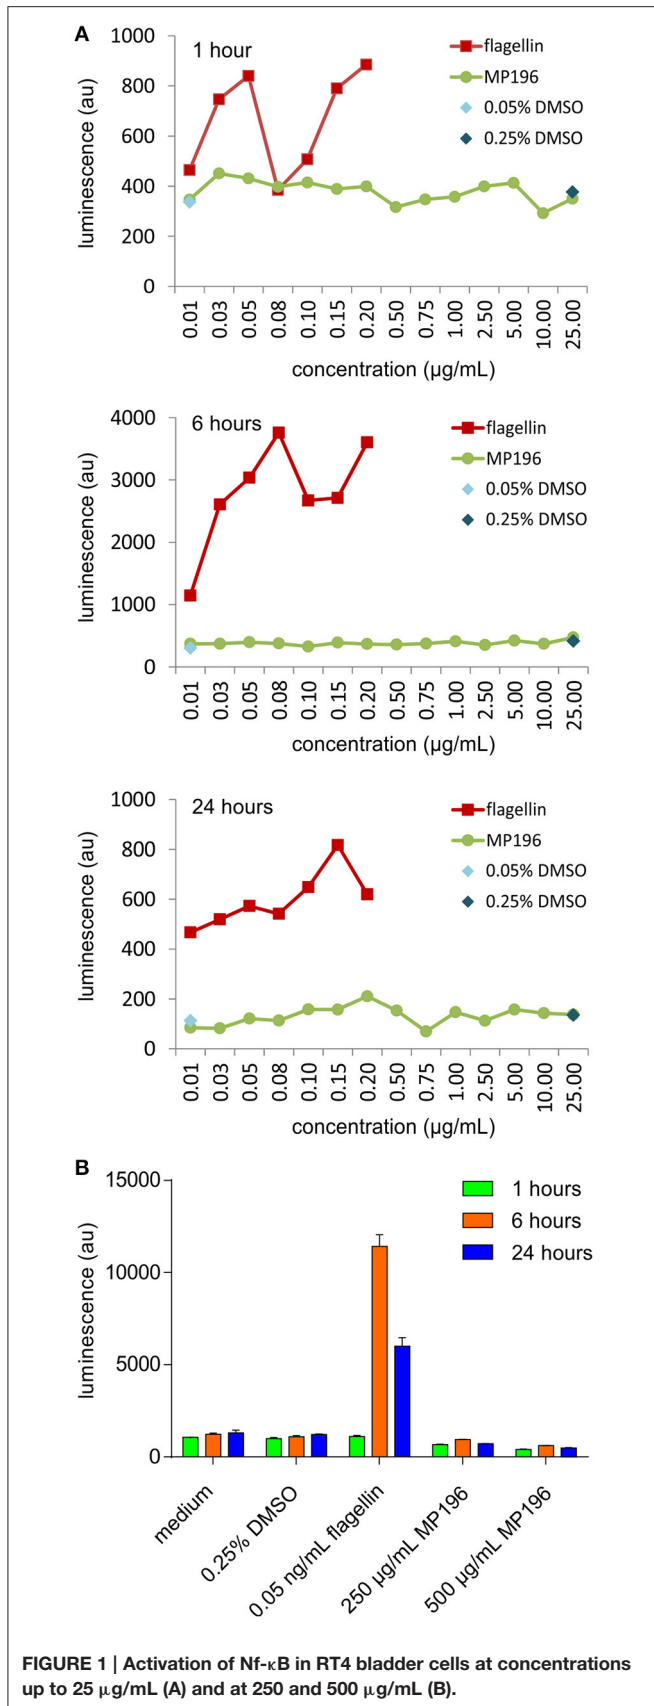 A
1 hour
1000
800
600
400
200
0
luminescence (au)
flagellin
MP196
0.05% DMSO
0.25% DMSO
0.01
0.03
0.05
0.08
0.10
0.15
0.20
0.50
0.75
1.00
2.50
5.00
10.00
25.00
concentration (µg/mL)
6 hours
4000
3000
2000
1000
0
luminescence (au)
flagellin
MP196
0.05% DMSO
0.25% DMSO
0.01
0.03
0.05
0.08
0.10
0.15
0.20
0.50
0.75
1.00
2.50
5.00
10.00
25.00
concentration (µg/mL)
24 hours
1000
800
600
400
200
0
luminescence (au)
flagellin
MP196
0.05% DMSO
0.25% DMSO
0.01
0.03
0.05
0.08
0.10
0.15
0.20
0.50
0.75
1.00
2.50
5.00
10.00
25.00
concentration (µg/mL)
B
15000
10000
5000
0
luminescence (au)
1 hours
6 hours
24 hours
medium
0.25% DMSO
0.05 ng/mL flagellin
250 µg/mL MP196
500 µg/mL MP196
FIGURE 1 | Activation of Nf-κB in RT4 bladder cells at concentrations
up to 25 µg/mL (A) and at 250 and 500 µg/mL (B).